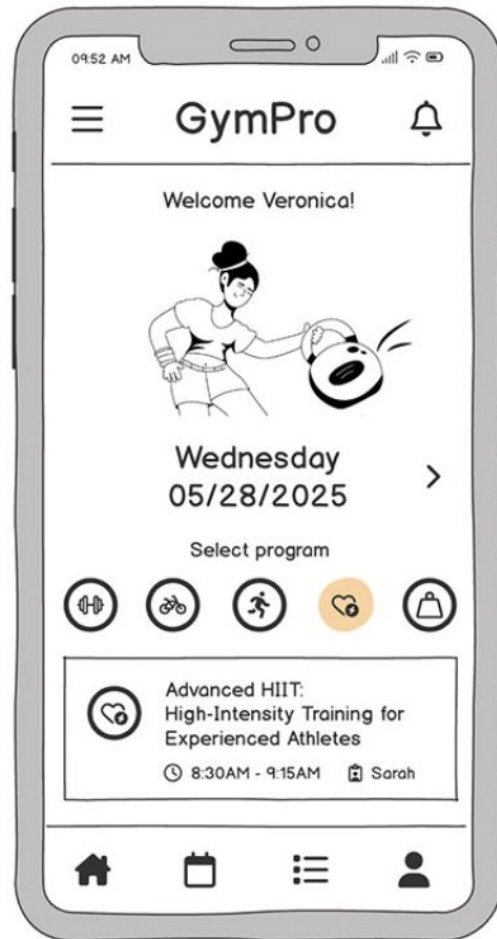 09:52 AM
GymPro
Welcome Veronica!
Wednesday
05/28/2025
Select program
Advanced HIIT:
High-Intensity Training for
Experienced Athletes
8:30AM - 9:15AM Sarah